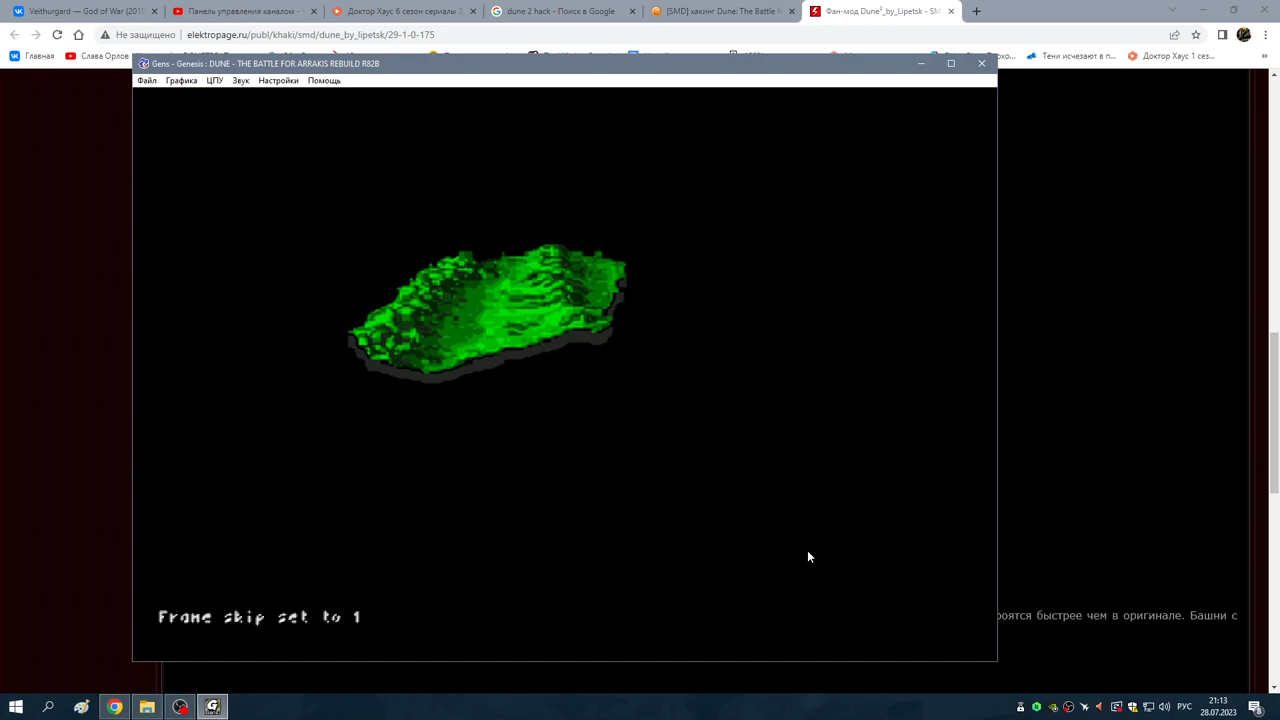 Veithurgard — God of War (2018
Панель управления каналом -
Доктор Хаус 6 сезон сериалы
dune 2 hack - Поиск в Google
[SMD] хакинг Dune: The Battle fo
Фан-мод Dune²_by_Lipetsk - SM
Не защищено
elektropage.ru/publ/khaki/smd/dune_by_lipetsk/29-1-0-175
Главная
Слава Орлов
Тени исчезают в п...
Доктор Хаус 1 сез...
Gens - Genesis : DUNE - THE BATTLE FOR ARRAKIS REBUILD R82B
Файл Графика ЦПУ Звук Настройки Помощь
Frame skip set to 1
роятся быстрее чем в оригинале. Башни с
РУС
21:13
28.07.2023
8